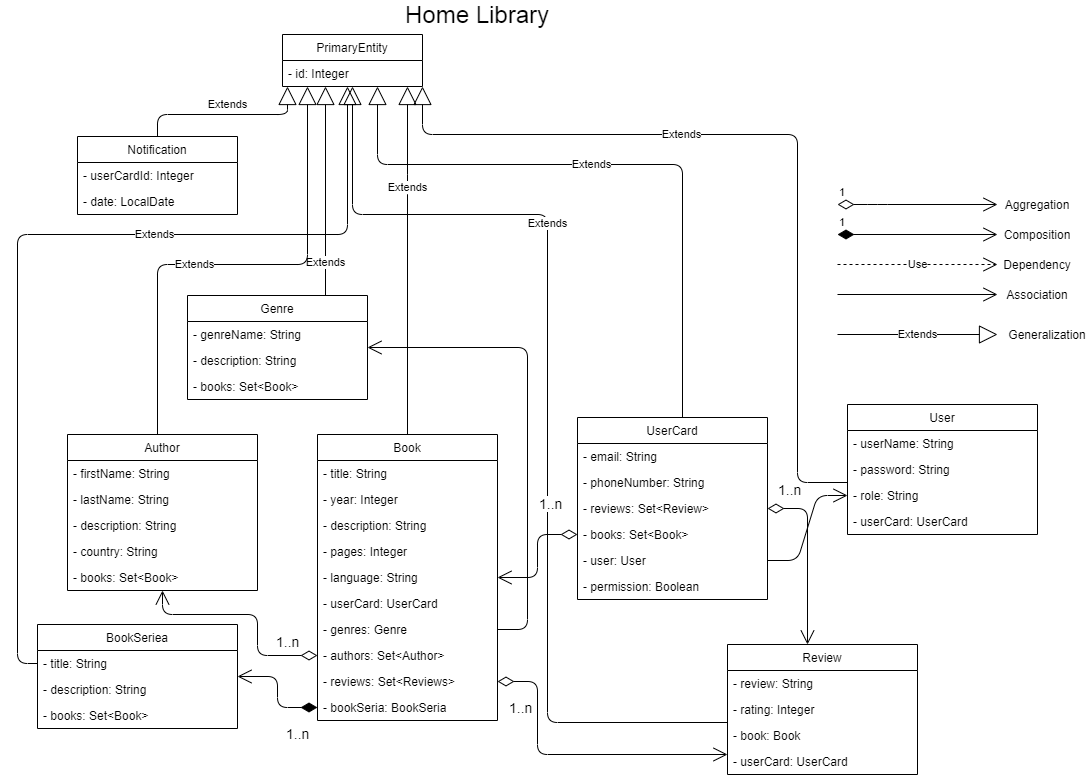 Home Library
PrimaryEntity
- id: Integer
Extends
Notification
- userCardId: Integer
- date: LocalDate
Extends
Extends
Extends
Extends
Extends
Extends
Extends
Genre
- genreName: String
- description: String
- books: Set<Book>
1
Aggregation
1
Composition
Use
Dependency
Association
Extends
Generalization
Author
- firstName: String
- lastName: String
- description: String
- country: String
- books: Set<Book>
Book
- title: String
- year: Integer
- description: String
- pages: Integer
- language: String
- userCard: UserCard
- genres: Genre
- authors: Set<Author>
- reviews: Set<Reviews>
- bookSeria: BookSeria
UserCard
- email: String
- phoneNumber: String
- reviews: Set<Review>
- books: Set<Book>
- user: User
- permission: Boolean
User
- userName: String
- password: String
- role: String
- userCard: UserCard
1..n
1..n
BookSeriea
- title: String
- description: String
- books: Set<Book>
1..n
1..n
1..n
Review
- review: String
- rating: Integer
- book: Book
- userCard: UserCard